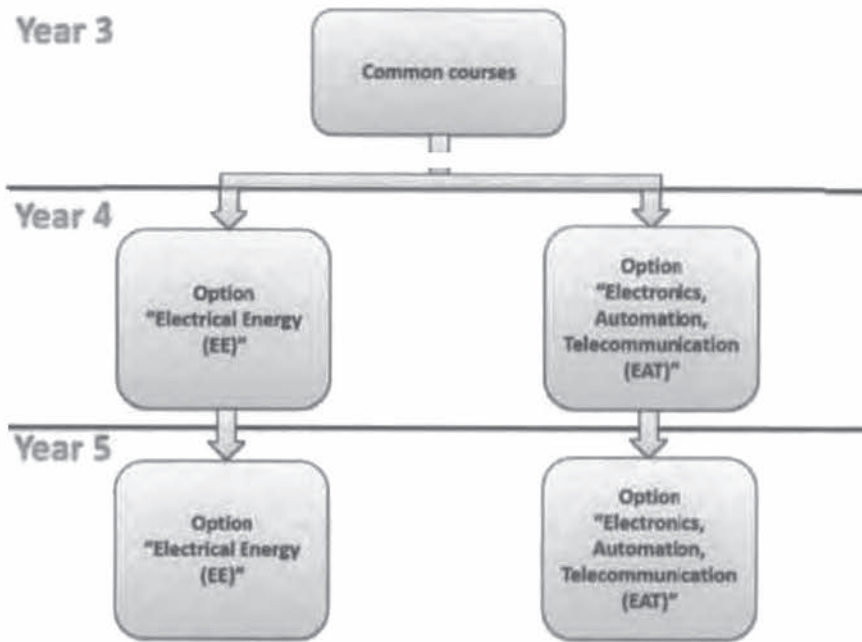 Year 3
Common courses
Year 4
Option
"Electrical Energy
(EE)"
Option
"Electronics,
Automation,
Telecommunication
(EAT)"
Year 5
Option
"Electrical Energy
(EE)"
Option
"Electronics,
Automation,
Telecommunication
(EAT)"